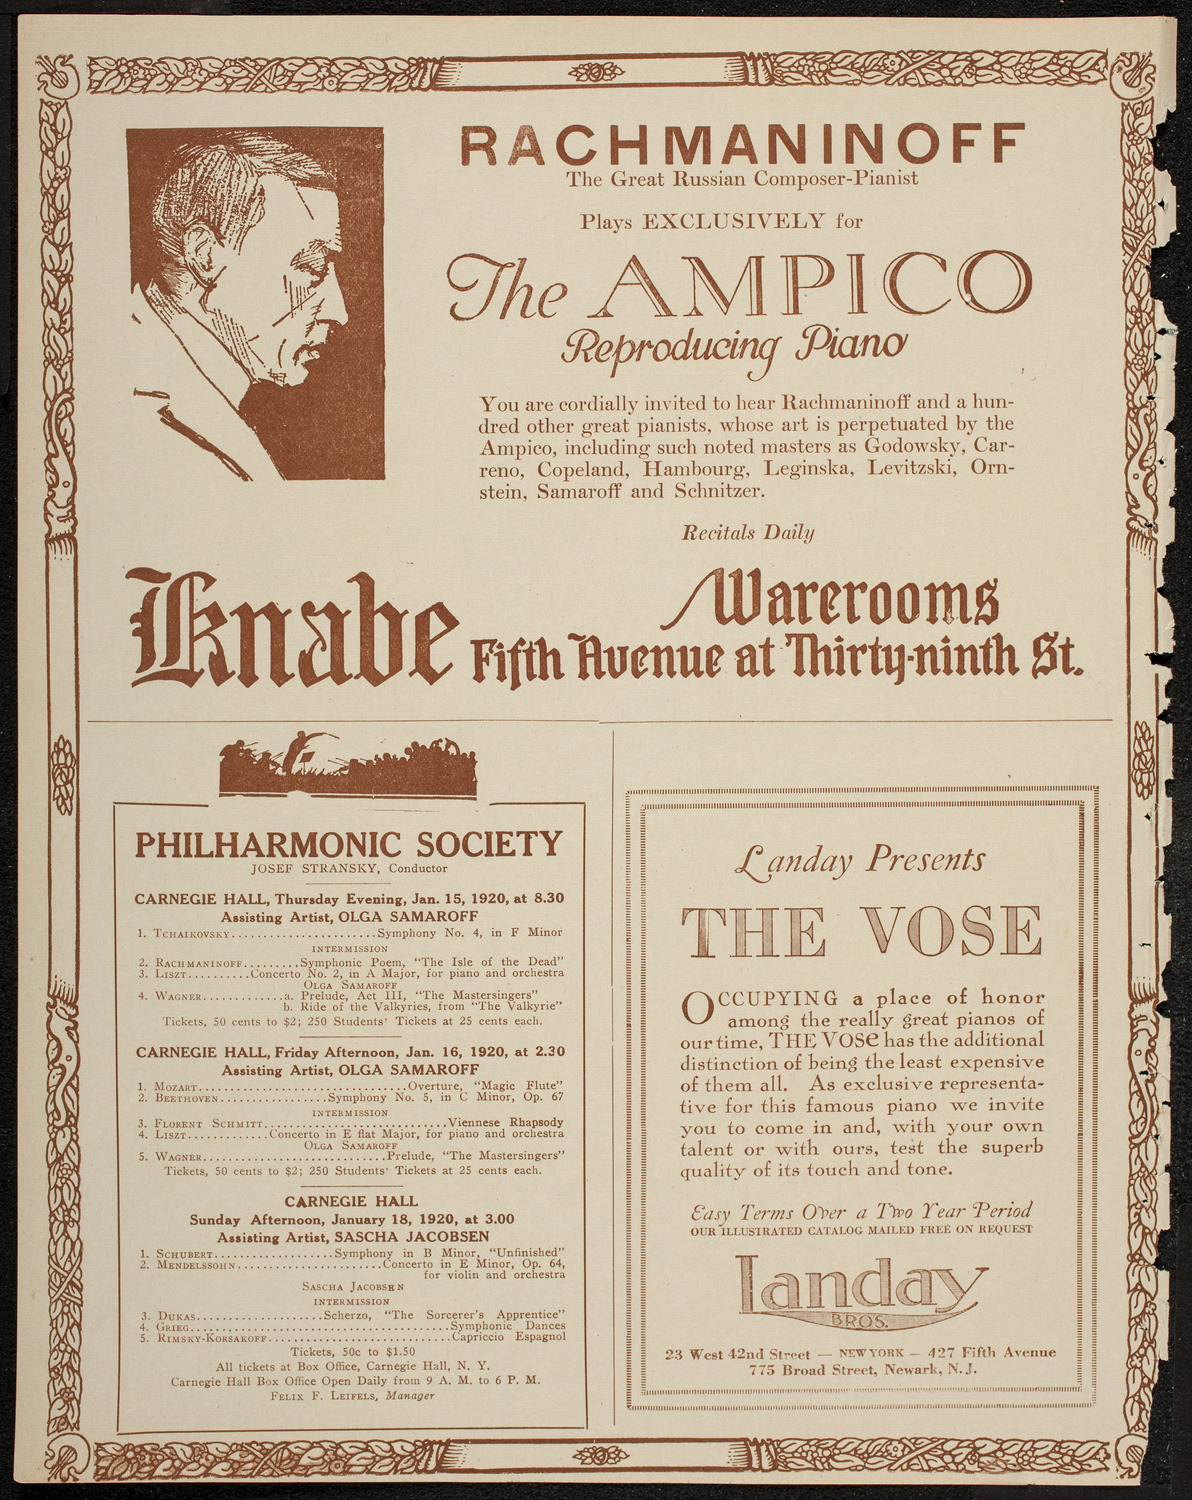 RACHMANINOFF
The Great Russian Composer-Pianist
Plays EXCLUSIVELY for
The AMPICO
Reproducing Piano
You are cordially invited to hear Rachmaninoff and a hun-
dred other great pianists, whose art is perpetuated by the
Ampico, including such noted masters as Godowsky, Car-
reno, Copeland, Hambourg, Leginska, Levitzski, Orn-
stein, Samaroff and Schnitzer.
Recitals Daily
Knabe Warerooms
Fifth Avenue at Thirty-ninth St.
PHILHARMONIC SOCIETY
JOSEF STRANSKY, Conductor
CARNEGIE HALL, Thursday Evening, Jan. 15, 1920, at 8.30
Assisting Artist, OLGA SAMAROFF
1. TCHAIKOVSKY.......................Symphony No. 4, in F Minor
INTERMISSION
2. RACHMANINOFF.........Symphonic Poem, "The Isle of the Dead"
3. LISZT..........Concerto No. 2, in A Major, for piano and orchestra
OLGA SAMAROFF
4. WAGNER.............a. Prelude, Act III, "The Mastersingers"
b. Ride of the Valkyries, from "The Valkyrie"
Tickets, 50 cents to $2; 250 Students' Tickets at 25 cents each.
CARNEGIE HALL, Friday Afternoon, Jan. 16, 1920, at 2.30
Assisting Artist, OLGA SAMAROFF
1. MOZART.................................Overture, "Magic Flute"
2. BEETHOVEN.................Symphony No. 5, in C Minor, Op. 67
INTERMISSION
3. FLORENT SCHMITT............................Viennese Rhapsody
4. LISZT.............Concerto in E flat Major, for piano and orchestra
OLGA SAMAROFF
5. WAGNER............................Prelude, "The Mastersingers"
Tickets, 50 cents to $2; 250 Students' Tickets at 25 cents each.
CARNEGIE HALL
Sunday Afternoon, January 18, 1920, at 3.00
Assisting Artist, SASCHA JACOBSEN
1. SCHUBERT...................Symphony in B Minor, "Unfinished"
2. MENDELSSOHN.......................Concerto in E Minor, Op. 64,
for violin and orchestra
SASCHA JACOBSEN
INTERMISSION
3. DUKAS....................Scherzo, "The Sorcerer's Apprentice"
4. GRIEG.........................................Symphonic Dances
5. RIMSKY-KORSAKOFF.............................Capriccio Espagnol
Tickets, 50c to $1.50
All tickets at Box Office, Carnegie Hall, N. Y.
Carnegie Hall Box Office Open Daily from 9 A. M. to 6 P. M.
FELIX F. LEIFELS, Manager
Landay Presents
THE VOSE
OCCUPYING a place of honor
among the really great pianos of
our time, THE VOSe has the additional
distinction of being the least expensive
of them all. As exclusive representa-
tive for this famous piano we invite
you to come in and, with your own
talent or with ours, test the superb
quality of its touch and tone.
Easy Terms Over a Two Year Period
OUR ILLUSTRATED CATALOG MAILED FREE ON REQUEST
Landay
BROS.
23 West 42nd Street — NEW YORK — 427 Fifth Avenue
775 Broad Street, Newark, N.J.